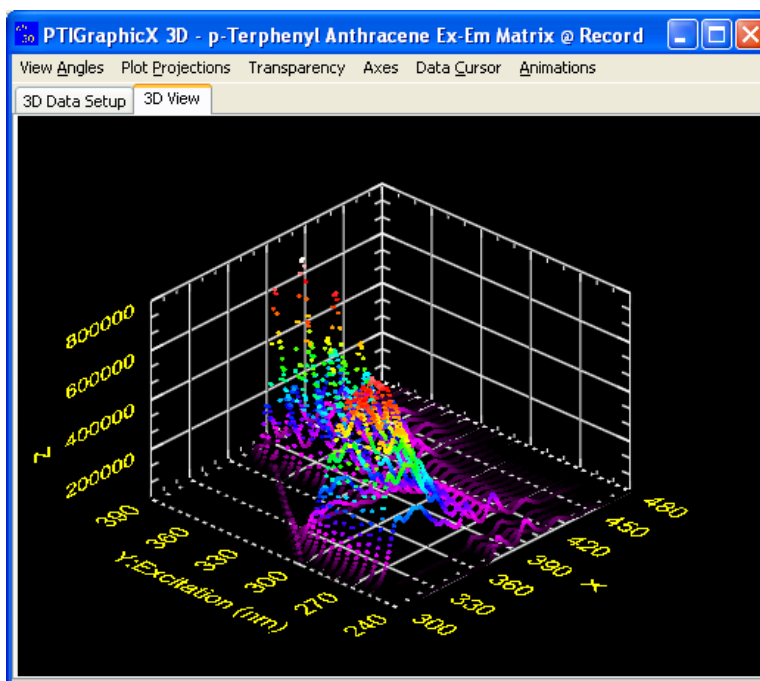 PTIGraphicX 3D - p-Terphenyl Anthracene Ex-Em Matrix @ Record
View Angles Plot Projections Transparency Axes Data Cursor Animations
3D Data Setup 3D View
800000
600000
400000
200000
Z
390
360
330
300
270
240
Y:Excitation (nm)
300
330
360
390
420
450
480
X